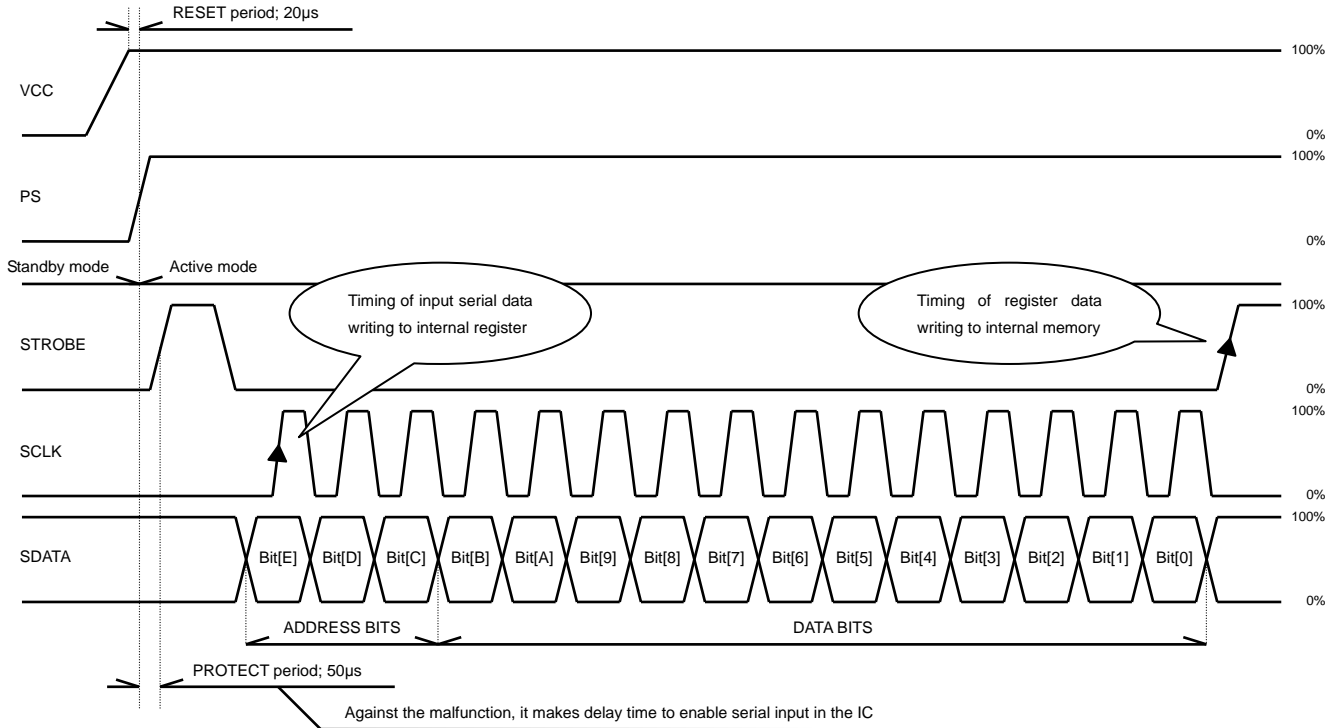 RESET period; 20μs
100%
VCC
0%
100%
PS
0%
Standby mode Active mode
Timing of input serial data
writing to internal register
Timing of register data
writing to internal memory
100%
STROBE
0%
100%
SCLK
0%
100%
SDATA Bit[E] Bit[D] Bit[C] Bit[B] Bit[A] Bit[9] Bit[8] Bit[7] Bit[6] Bit[5] Bit[4] Bit[3] Bit[2] Bit[1] Bit[0]
0%
ADDRESS BITS DATA BITS
PROTECT period; 50μs
Against the malfunction, it makes delay time to enable serial input in the IC